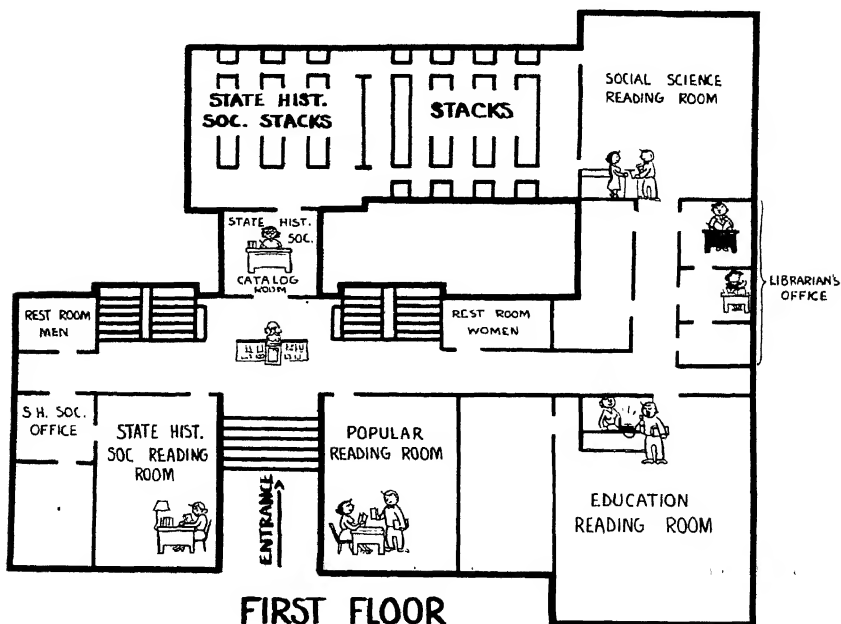 SOCIAL SCIENCE
READING ROOM
STATE HIST.
SOC. STACKS
STACKS
STATE HIST.
SOC.
CATALOG
ROOM
LIBRARIAN'S
OFFICE
REST ROOM
MEN
REST ROOM
WOMEN
S H. SOC.
OFFICE
STATE HIST.
SOC READING
ROOM
POPULAR
READING ROOM
ENTRANCE
EDUCATION
READING ROOM
FIRST FLOOR